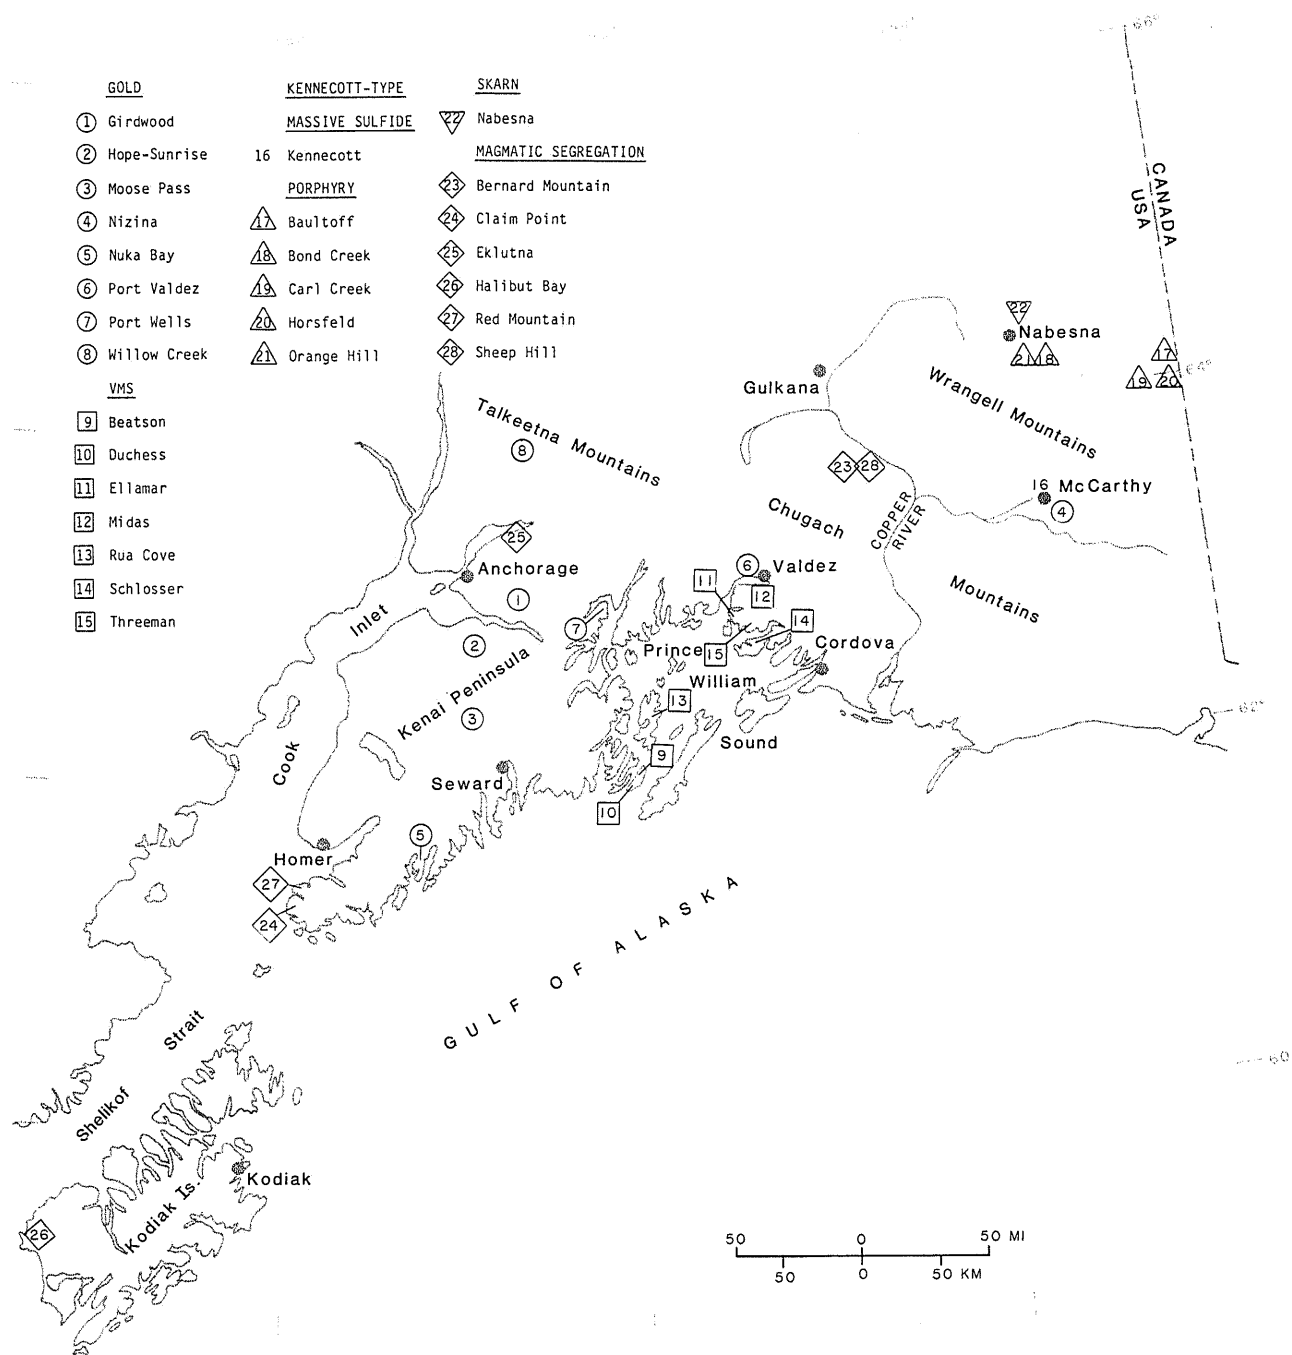 GOLD
1 Girdwood
2 Hope-Sunrise
3 Moose Pass
4 Nizina
5 Nuka Bay
6 Port Valdez
7 Port Wells
8 Willow Creek
VMS
9 Beatson
10 Duchess
11 Ellamar
12 Midas
13 Rua Cove
14 Schlosser
15 Threeman
KENNECOTT-TYPE
MASSIVE SULFIDE
16 Kennecott
PORPHYRY
17 Baultoff
18 Bond Creek
19 Carl Creek
20 Horsfeld
21 Orange Hill
SKARN
22 Nabesna
MAGMATIC SEGREGATION
23 Bernard Mountain
24 Claim Point
25 Eklutna
26 Halibut Bay
27 Red Mountain
28 Sheep Hill
66°
CANADA
USA
22
Nabesna
21 18
17
19 20
64°
Gulkana
Wrangell Mountains
Talkeetna Mountains
8
23 28
16 McCarthy
4
Chugach
COPPER
RIVER
25
Anchorage
6 Valdez
11
12
Mountains
1
Inlet
7
14
2
Prince 15
Cordova
William
13
Kenai Peninsula
3
62°
Sound
Cook
9
Seward
10
5
Homer
27
24
GULF OF ALASKA
Strait
60
Shelikof
Kodiak
Kodiak Is.
26
50 0 50 MI
50 0 50 KM